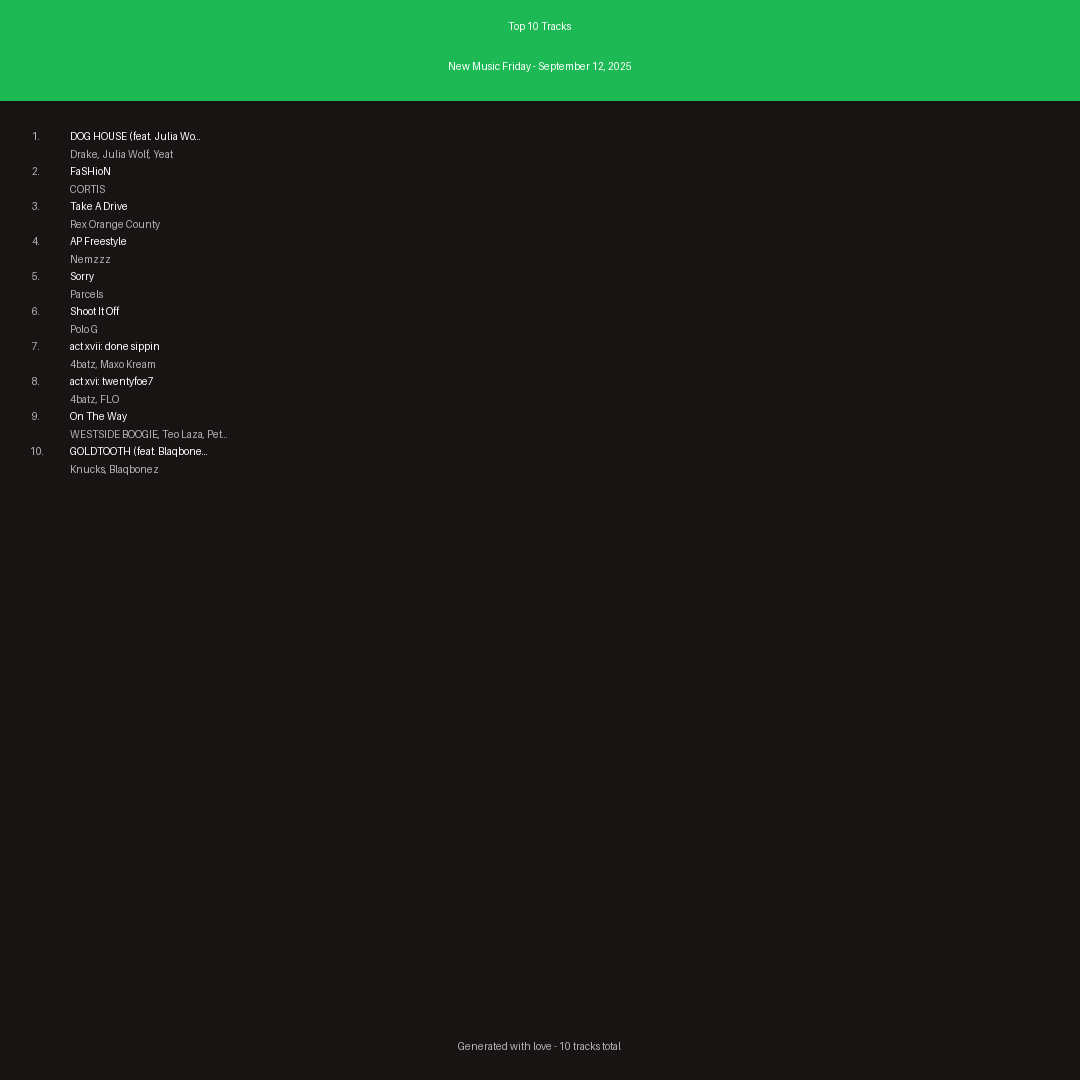 Top 10 Tracks
New Music Friday - September 12, 2025
1. DOG HOUSE (feat. Julia Wo...
Drake, Julia Wolf, Yeat
2. FaSHioN
CORTIS
3. Take A Drive
Rex Orange County
4. AP Freestyle
Nemzzz
5. Sorry
Parcels
6. Shoot It Off
Polo G
7. act xvii: done sippin
4batz, Maxo Kream
8. act xvi: twentyfoe7
4batz, FLO
9. On The Way
WESTSIDE BOOGIE, Teo Laza, Pet...
10. GOLDTOOTH (feat. Blaqbone...
Knucks, Blaqbonez
Generated with love - 10 tracks total